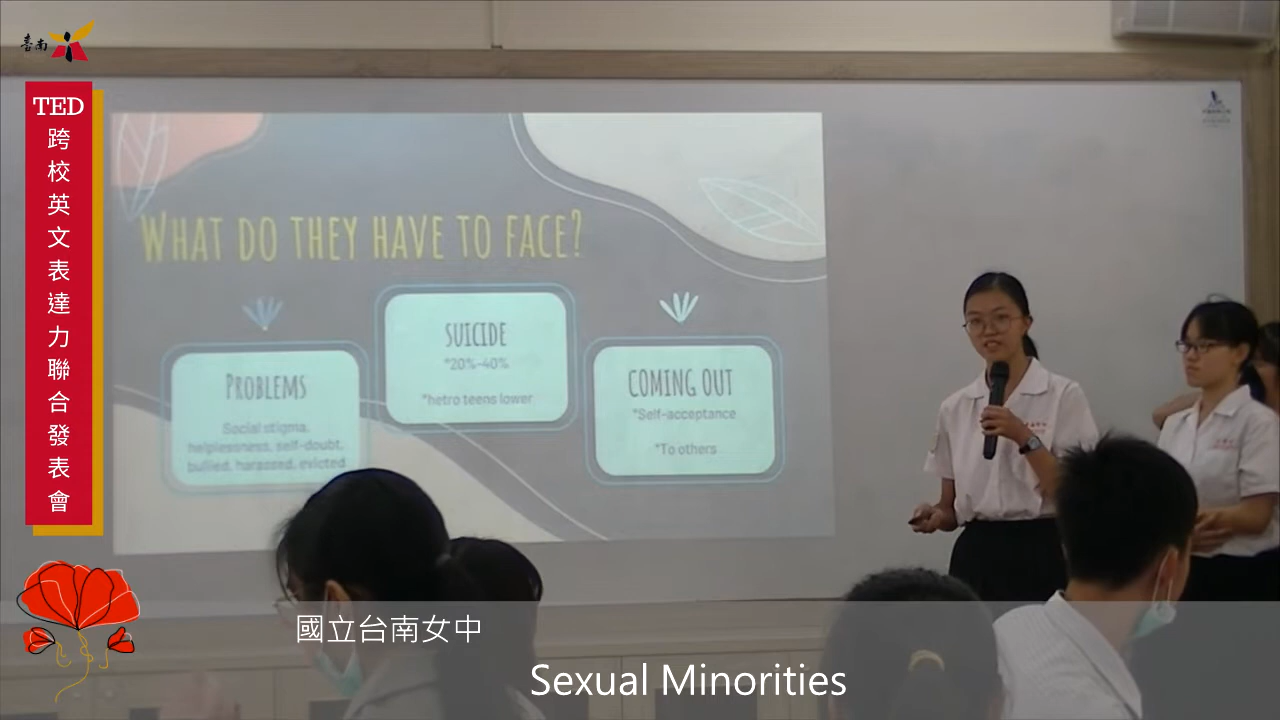 臺南
TED
跨校英文表達力聯合發表會
WHAT DO THEY HAVE TO FACE?
PROBLEMS
Social stigma,
helplessness, self-doubt,
bullied, harassed, evicted
SUICIDE
*20%-40%
*hetro teens lower
COMING OUT
*Self-acceptance
*To others
國立台南女中
Sexual Minorities